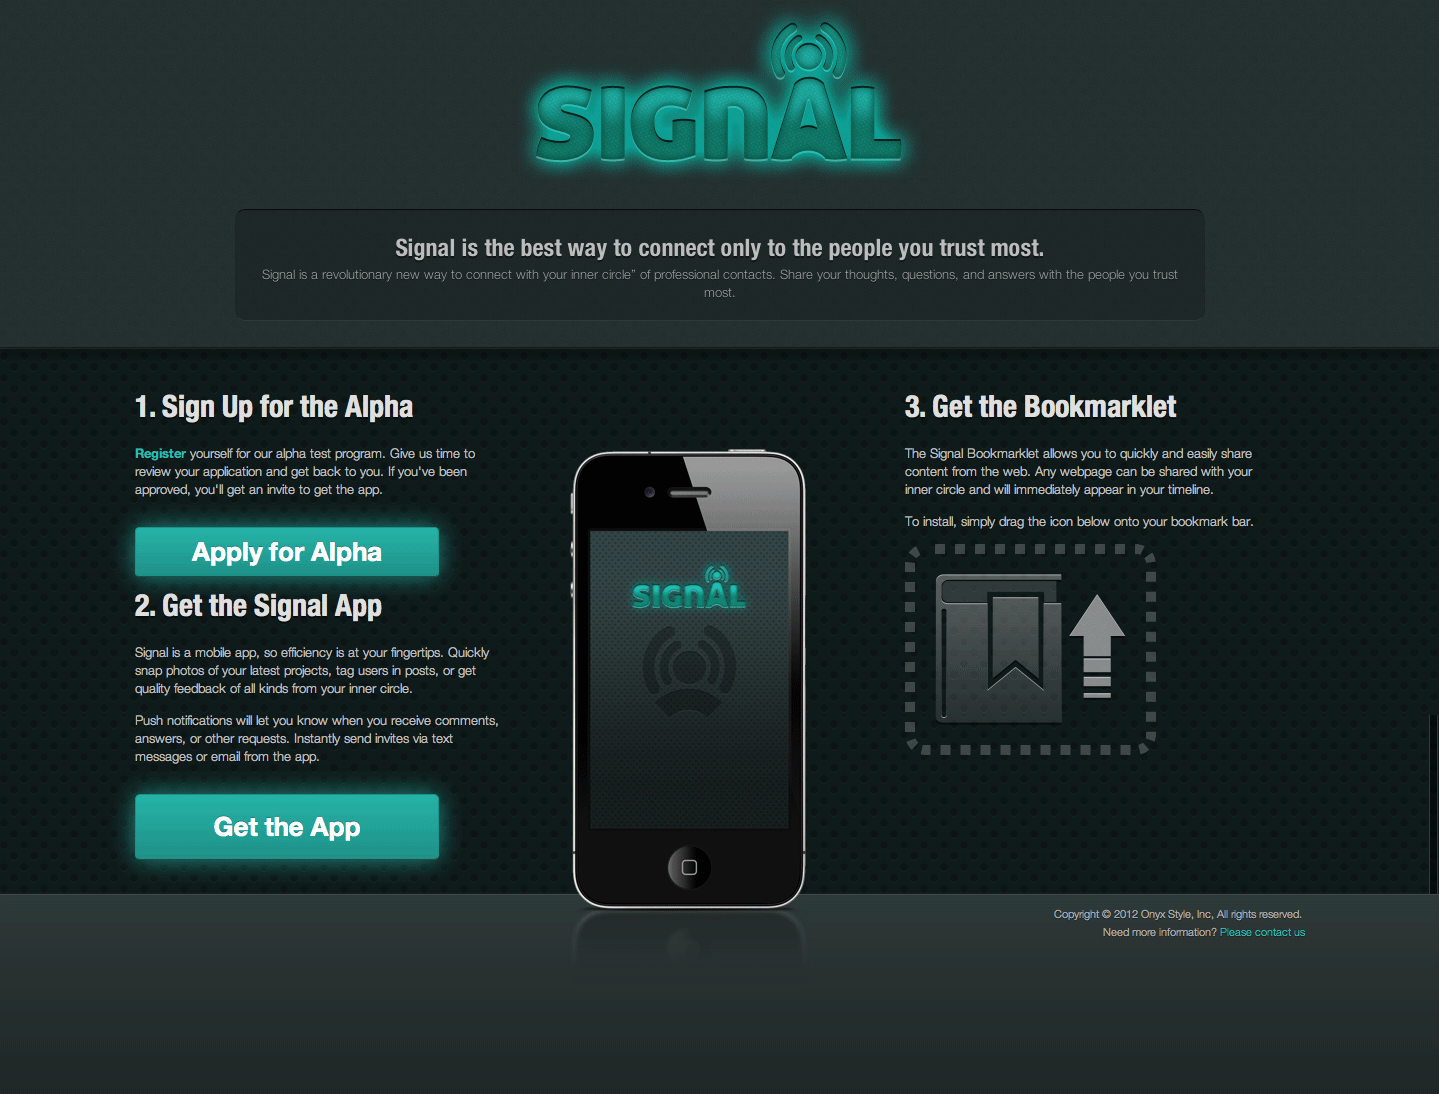 SIGNAL
Signal is the best way to connect only to the people you trust most.
Signal is a revolutionary new way to connect with your inner circle” of professional contacts. Share your thoughts, questions, and answers with the people you trust
most.
1. Sign Up for the Alpha
Register yourself for our alpha test program. Give us time to
review your application and get back to you. If you've been
approved, you'll get an invite to get the app.
Apply for Alpha
2. Get the Signal App
Signal is a mobile app, so efficiency is at your fingertips. Quickly
snap photos of your latest projects, tag users in posts, or get
quality feedback of all kinds from your inner circle.
Push notifications will let you know when you receive comments,
answers, or other requests. Instantly send invites via text
messages or email from the app.
Get the App
SIGNAL
3. Get the Bookmarklet
The Signal Bookmarklet allows you to quickly and easily share
content from the web. Any webpage can be shared with your
inner circle and will immediately appear in your timeline.
To install, simply drag the icon below onto your bookmark bar.
Copyright © 2012 Onyx Style, Inc, All rights reserved.
Need more information? Please contact us